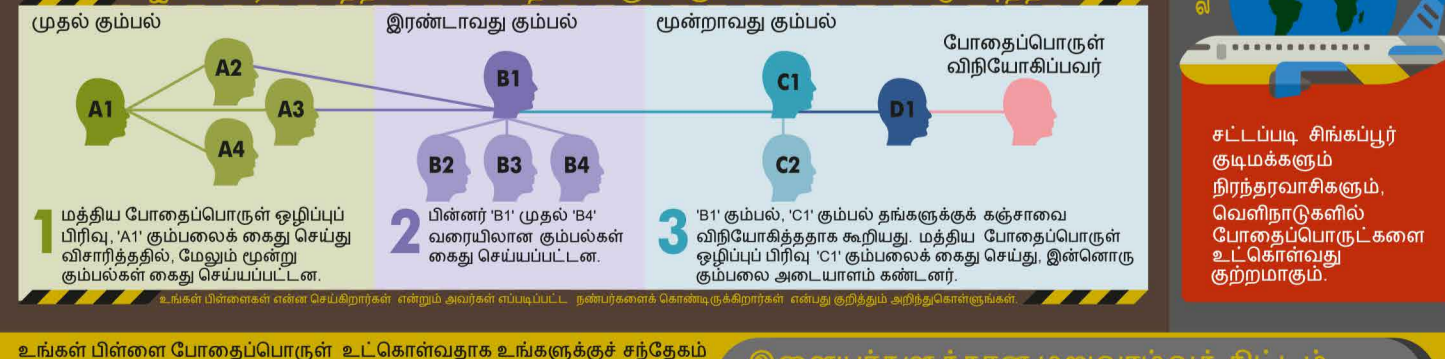 முதல் கும்பல்
A1
A2
A3
A4
1 மத்திய போதைப்பொருள் ஒழிப்புப்
பிரிவு, 'A1' கும்பலைக் கைது செய்து
விசாரித்ததில், மேலும் மூன்று
கும்பல்கள் கைது செய்யப்பட்டன.
இரண்டாவது கும்பல்
B1
B2 B3 B4
2 பின்னர் 'B1' முதல் 'B4'
வரையிலான கும்பல்கள்
கைது செய்யப்பட்டன.
மூன்றாவது கும்பல்
போதைப்பொருள்
விநியோகிப்பவர்
C1
D1
C2
3 'B1' கும்பல், 'C1' கும்பல் தங்களுக்குக் கஞ்சாவை
விநியோகித்ததாக கூறியது. மத்திய போதைப்பொருள்
ஒழிப்புப் பிரிவு 'C1' கும்பலைக் கைது செய்து, இன்னொரு
கும்பலை அடையாளம் கண்டனர்.
உங்கள் பிள்ளைகள் என்ன செய்கிறார்கள் என்றும் அவர்கள் எப்படிப்பட்ட நண்பர்களைக் கொண்டிருக்கிறார்கள் என்பது குறித்தும் அறிந்துகொள்ளுங்கள்.
சட்டப்படி சிங்கப்பூர்
குடிமக்களும்
நிரந்தரவாசிகளும்,
வெளிநாடுகளில்
போதைப்பொருட்களை
உட்கொள்வது
குற்றமாகும்.
உங்கள் பிள்ளை போதைப்பொருள் உட்கொள்வதாக உங்களுக்குச் சந்தேகம்